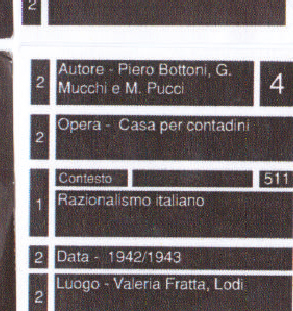 2
2 Autore - Piero Bottoni, G. 4
Mucchi e M. Pucci
2 Opera - Casa per contadini
Contesto 511
1 Razionalismo italiano
2 Data - 1942/1943
2 Luogo - Valeria Fratta, Lodi